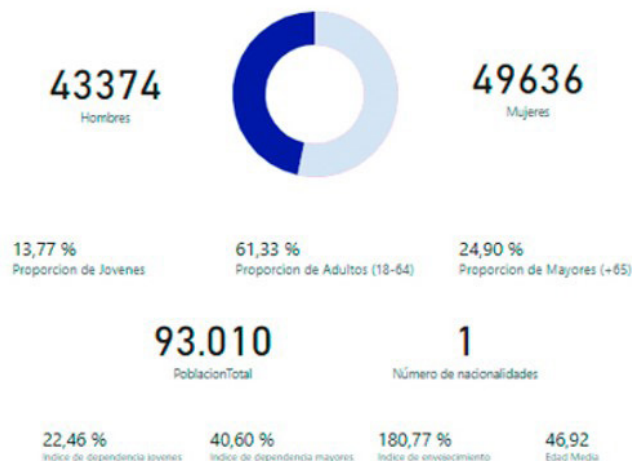 43374
Hombres
49636
Mujeres
13,77 %
Proporcion de Jovenes
61,33 %
Proporcion de Adultos (18-64)
24,90 %
Proporcion de Mayores (+65)
93.010
PoblacionTotal
1
Número de nacionalidades
22,46 %
Indice de dependencia jovenes
40,60 %
Indice de dependencia mayores
180,77 %
Indice de envejecimiento
46,92
Edad Media